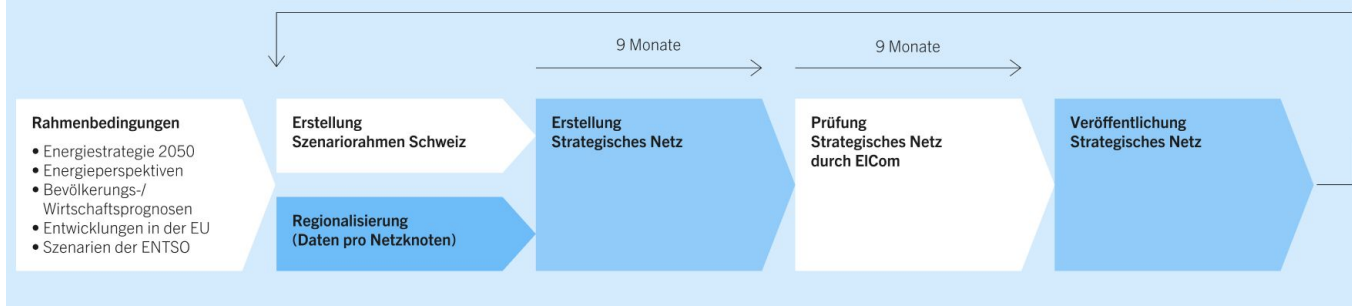 9 Monate
9 Monate
Rahmenbedingungen
• Energiestrategie 2050
• Energieperspektiven
• Bevölkerungs-/
Wirtschaftsprognosen
• Entwicklungen in der EU
• Szenarien der ENTSO
Erstellung
Szenariorahmen Schweiz
Regionalisierung
(Daten pro Netzknoten)
Erstellung
Strategisches Netz
Prüfung
Strategisches Netz
durch ElCom
Veröffentlichung
Strategisches Netz